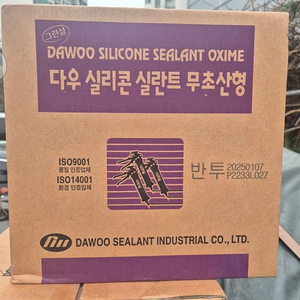 그린실
DAWOO SILICONE SEALANT OXIME
다우 실리콘 실란트 무초산형
ISO9001
품질 인증업체
ISO14001
환경 인증업체
반투 20250107
P2233L027
DAWOO SEALANT INDUSTRIAL CO., LTD.